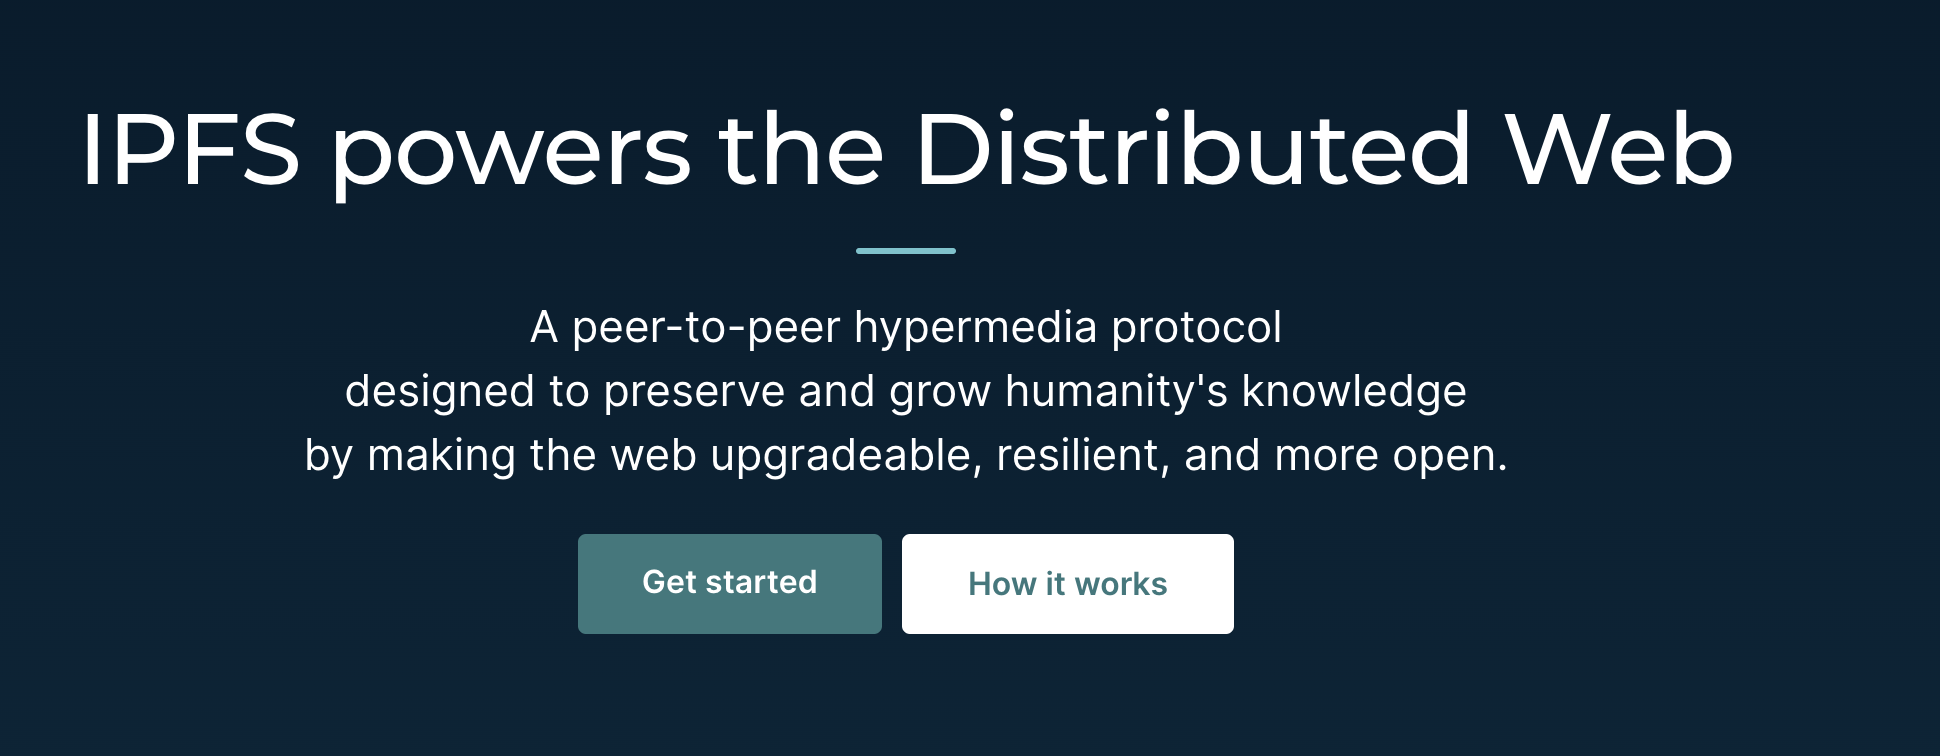 IPFS powers the Distributed Web
A peer-to-peer hypermedia protocol
designed to preserve and grow humanity's knowledge
by making the web upgradeable, resilient, and more open.
Get started
How it works